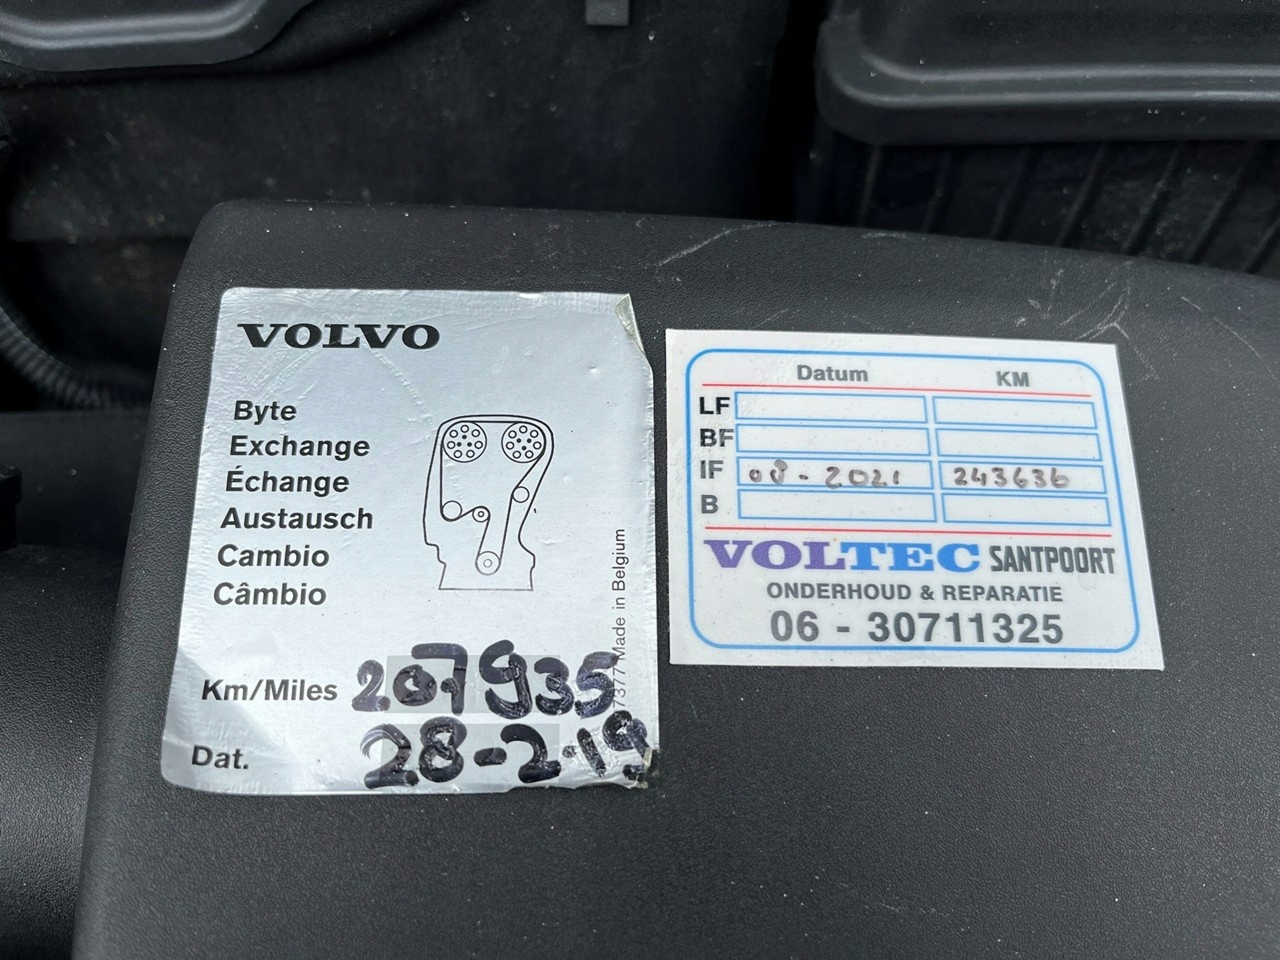 VOLVO
Byte
Exchange
Échange
Austausch
Cambio
Câmbio
Km/Miles 207935
Dat. 28-2-19
7377 Made in Belgium
Datum KM
LF
BF
IF 08-2021 243636
B
VOLTEC SANTPOORT
ONDERHOUD & REPARATIE
06 - 30711325